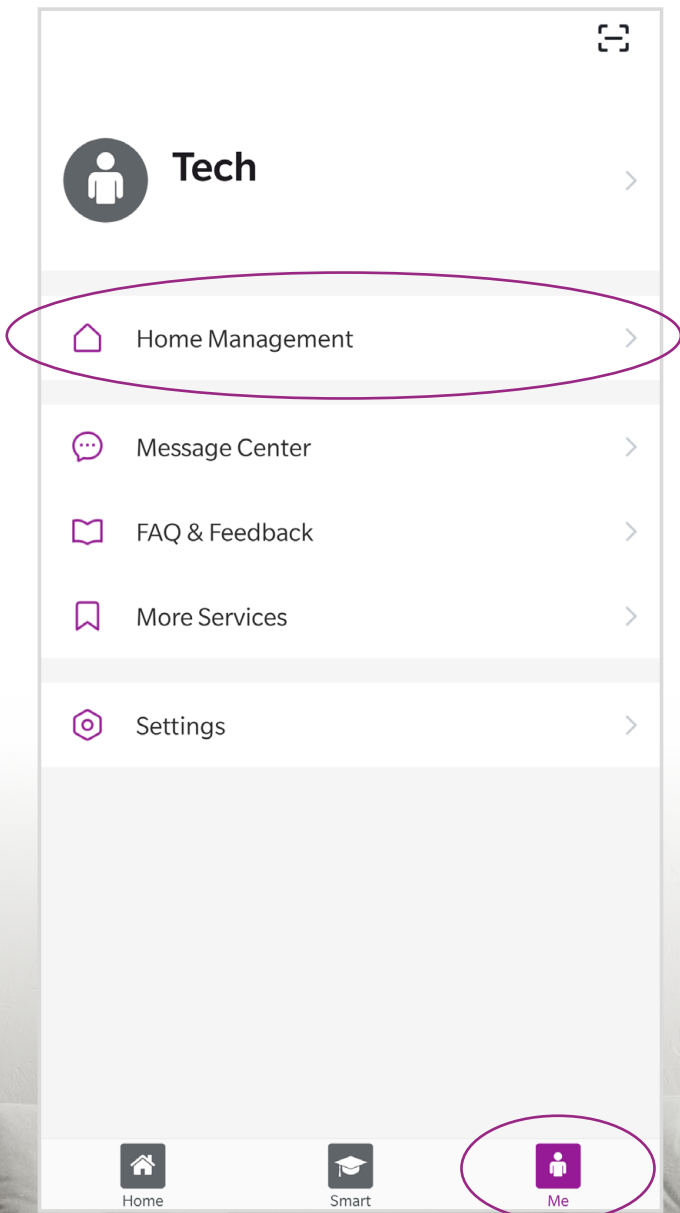 Tech
Home Management
Message Center
FAQ & Feedback
More Services
Settings
Home Smart Me